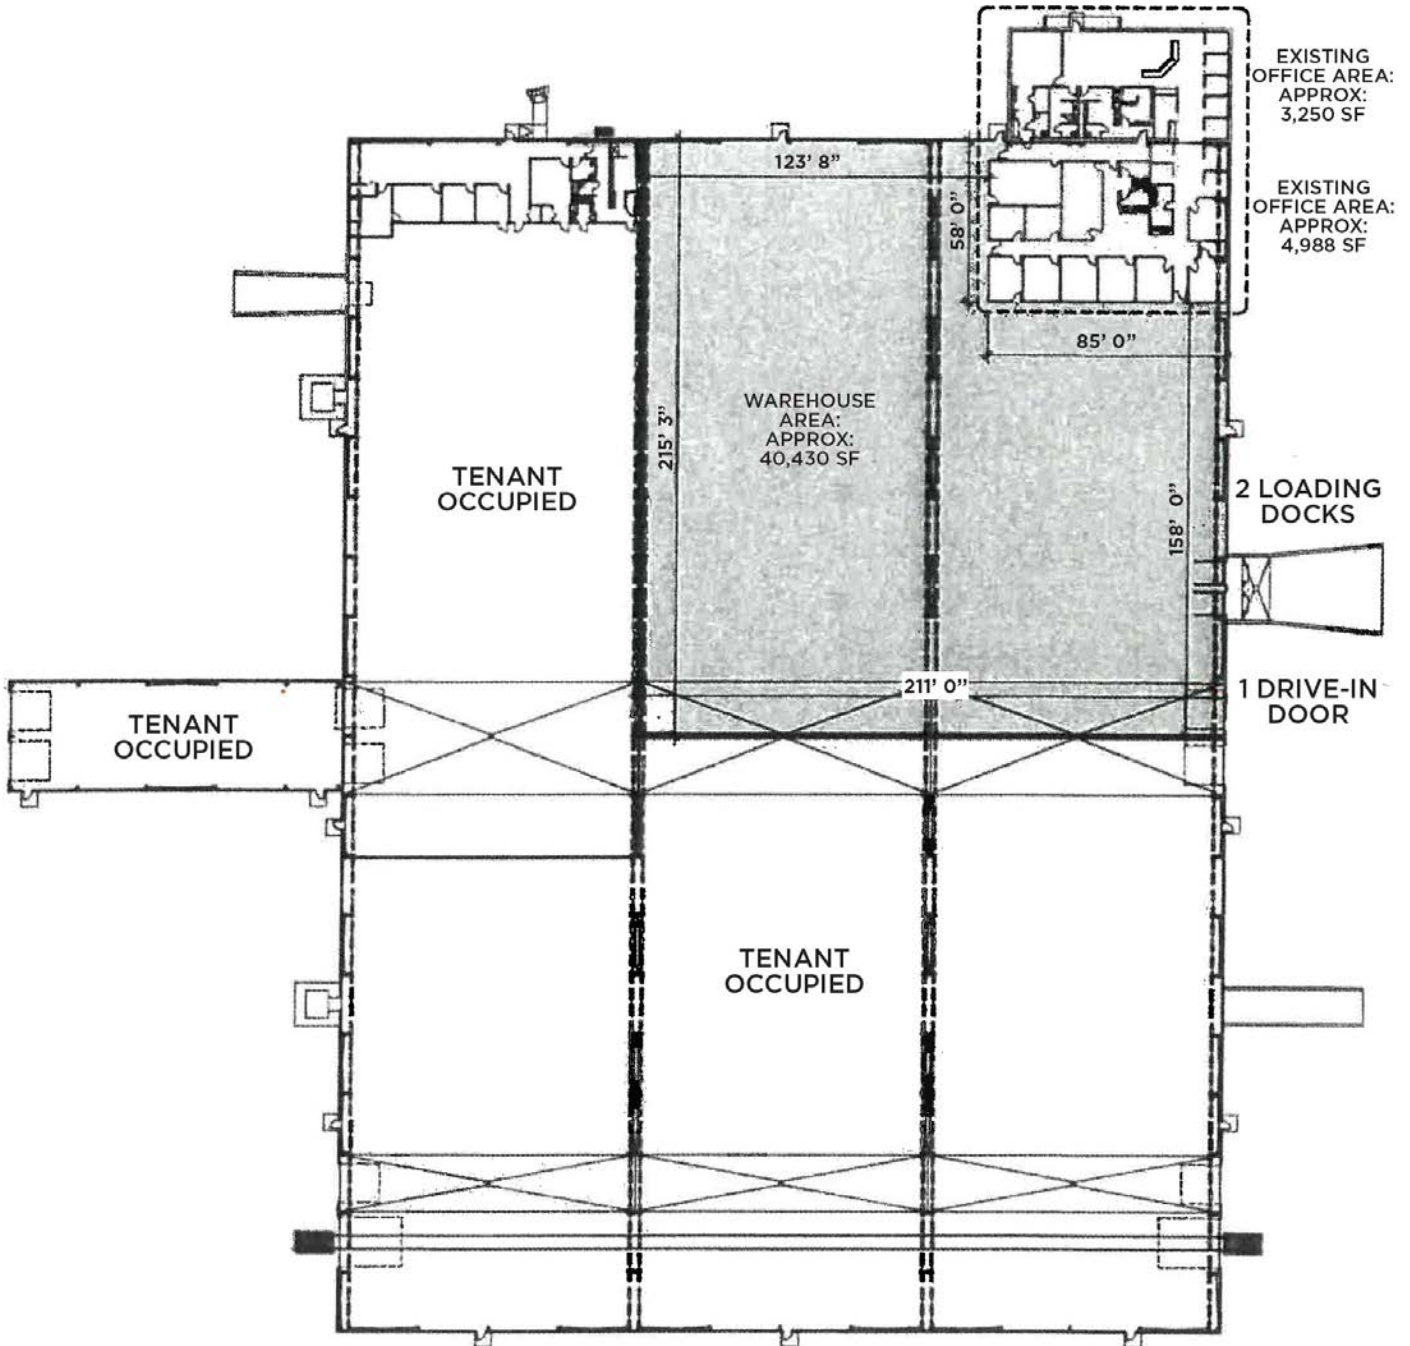 EXISTING
OFFICE AREA:
APPROX:
3,250 SF
123' 8"
EXISTING
OFFICE AREA:
APPROX:
4,988 SF
58' 0"
85' 0"
WAREHOUSE
AREA:
APPROX:
40,430 SF
215' 3"
TENANT
OCCUPIED
2 LOADING
DOCKS
158' 0"
211' 0"
1 DRIVE-IN
DOOR
TENANT
OCCUPIED
TENANT
OCCUPIED